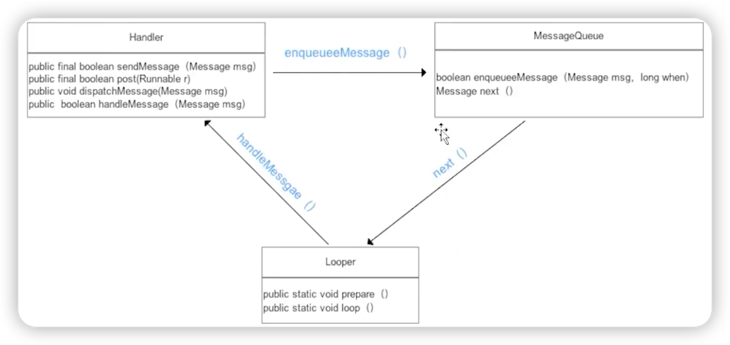 Handler
public final boolean sendMessage（Message msg)
public final boolean post(Runnable r)
public void dispatchMessage(Message msg)
public  boolean handleMessage（Message msg)
enqueueeMessage（）
MessageQueue
boolean enqueueeMessage（Message msg，long when)
Message next（）
handleMessgae（）
next（）
Looper
public static void prepare（）
public static void loop（）